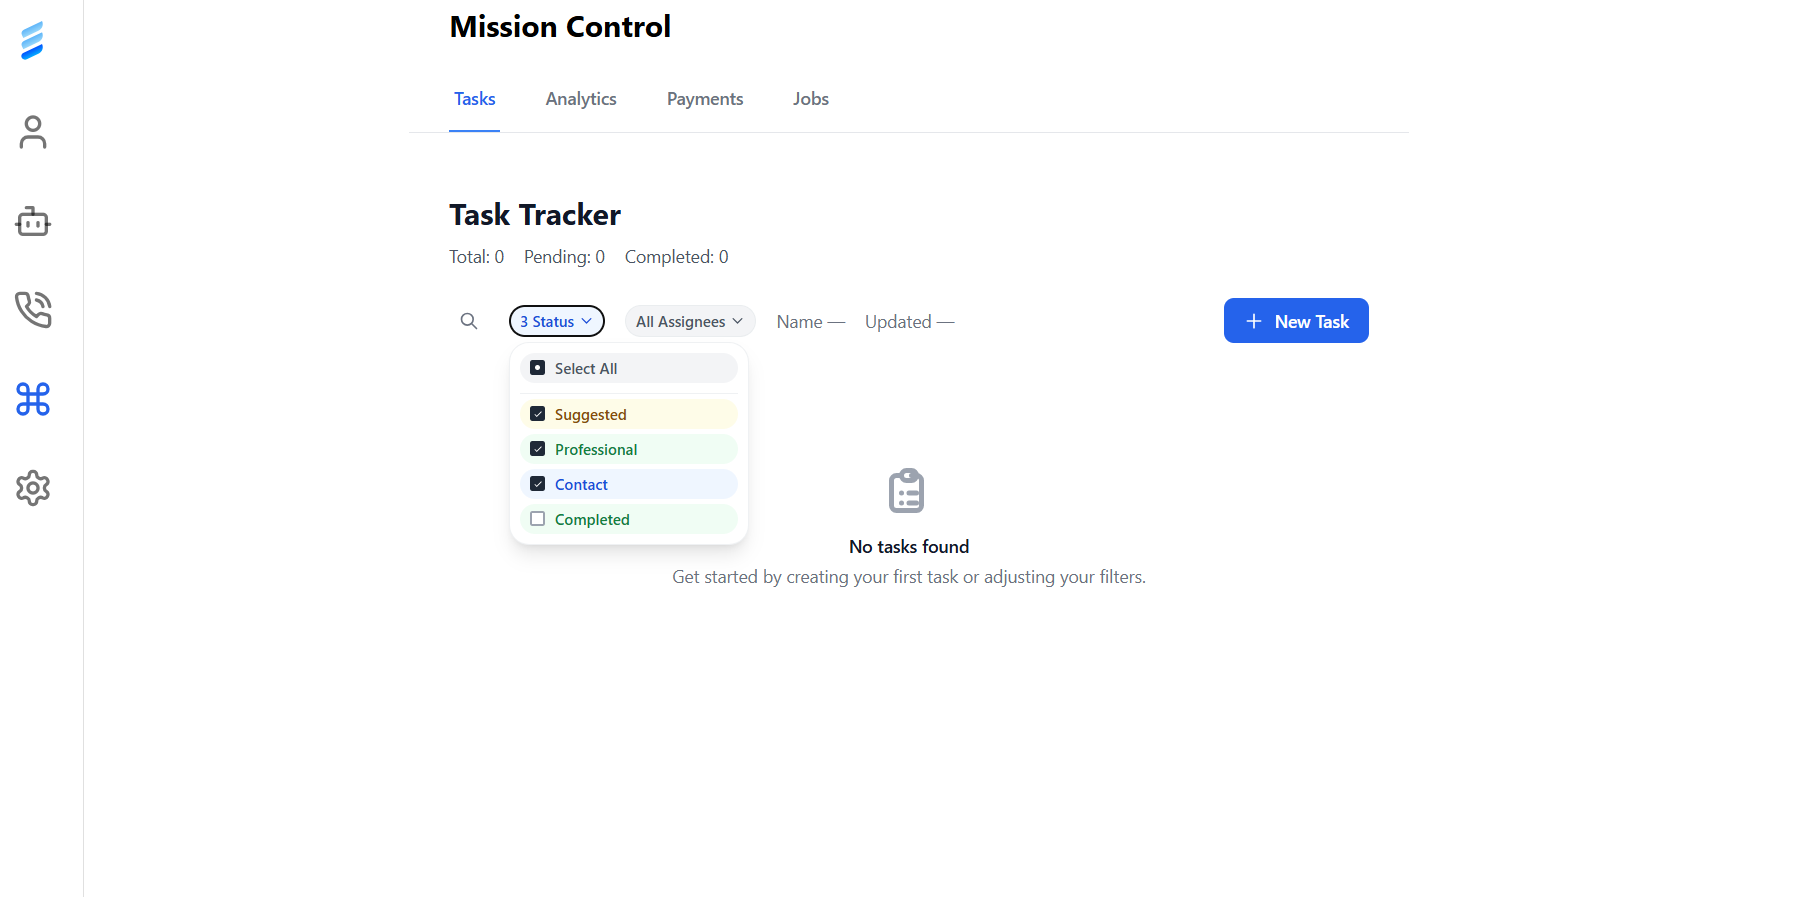 Mission Control
Tasks Analytics Payments Jobs
Task Tracker
Total: 0 Pending: 0 Completed: 0
3 Status All Assignees Name — Updated — New Task
Select All
Suggested
Professional
Contact
Completed
No tasks found
Get started by creating your first task or adjusting your filters.